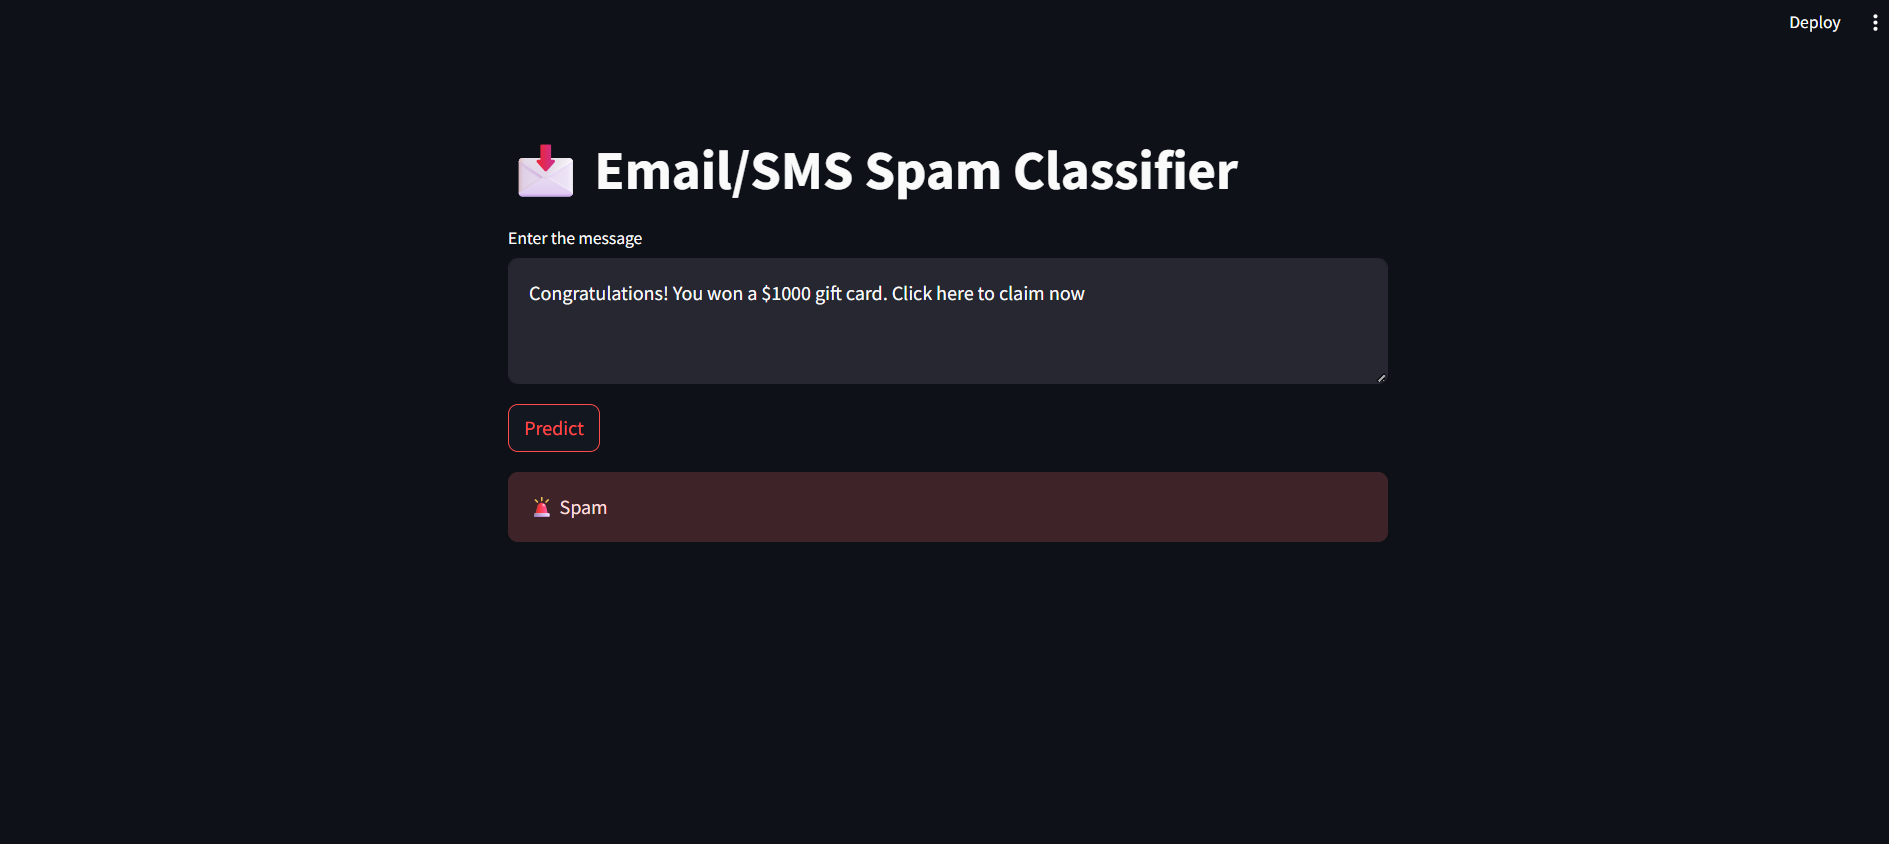 Deploy
Email/SMS Spam Classifier
Enter the message
Congratulations! You won a $1000 gift card. Click here to claim now
Predict
Spam